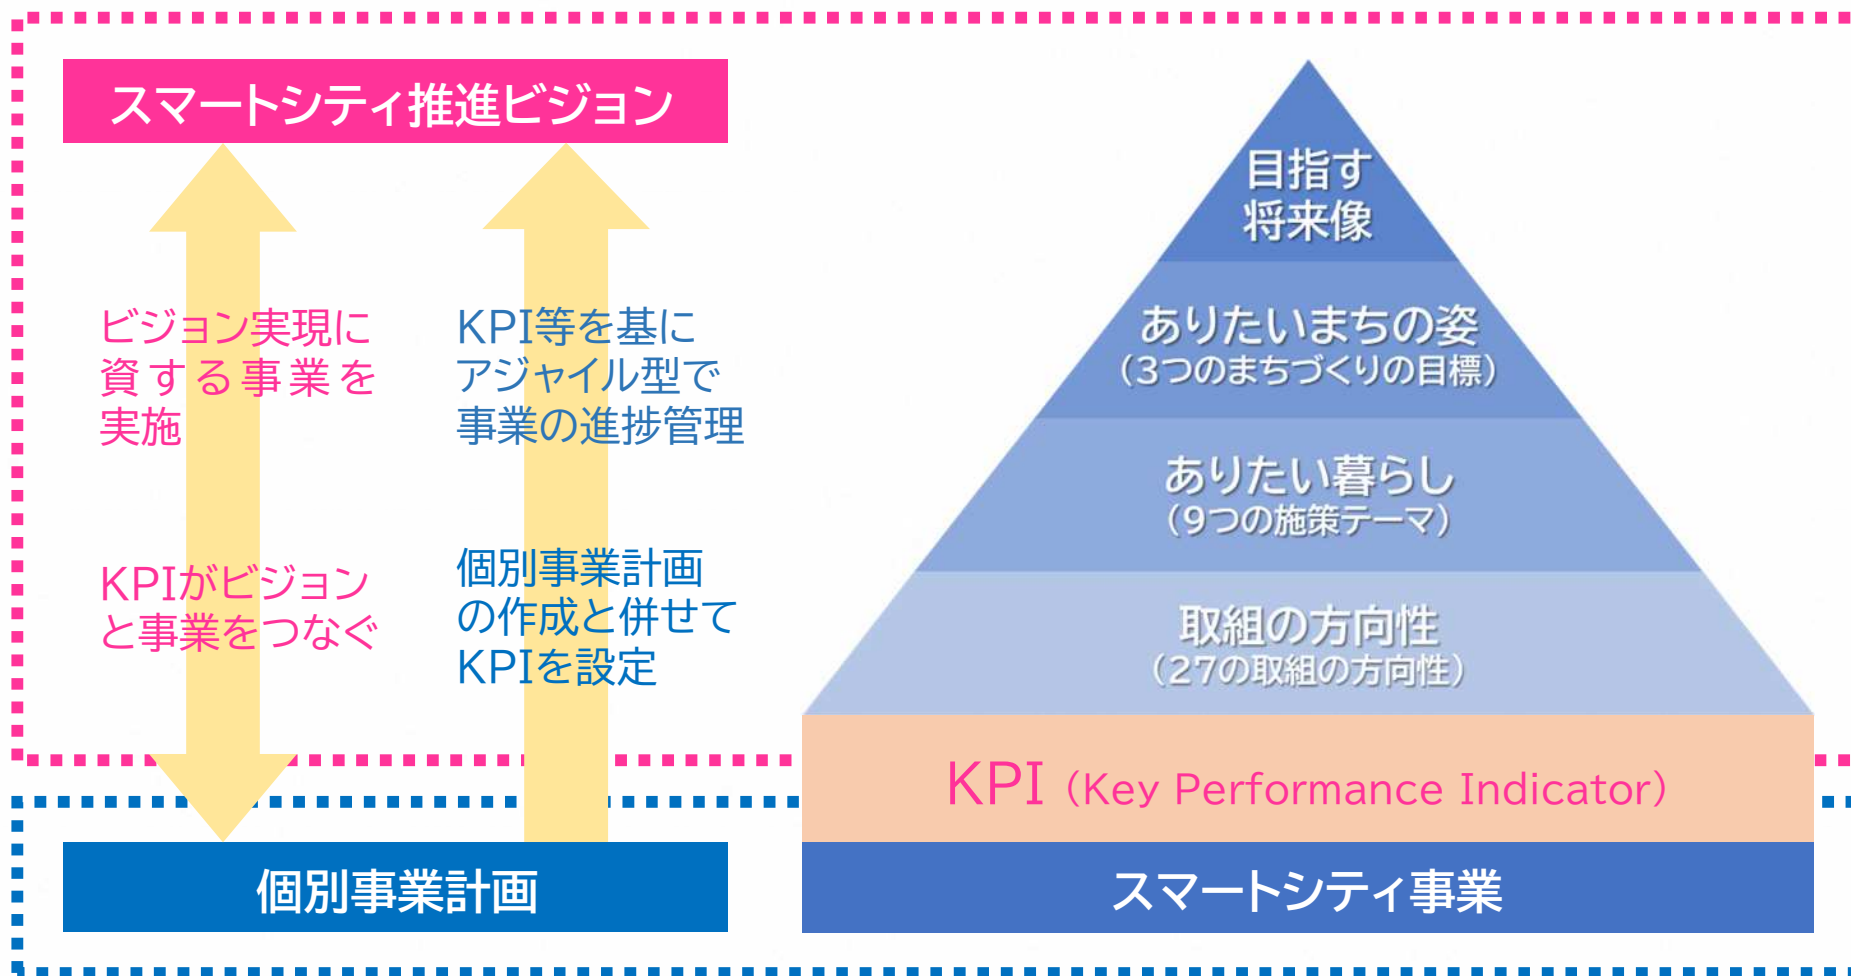 スマートシティ推進ビジョン
ビジョン実現に
資する事業を
実施
KPIがビジョン
と事業をつなぐ
KPI等を基に
アジャイル型で
事業の進捗管理
個別事業計画
の作成と併せて
KPIを設定
個別事業計画
目指す
将来像
ありたいまちの姿
（3つのまちづくりの目標）
ありたい暮らし
（9つの施策テーマ）
取組の方向性
（27の取組の方向性）
KPI（Key Performance Indicator）
スマートシティ事業